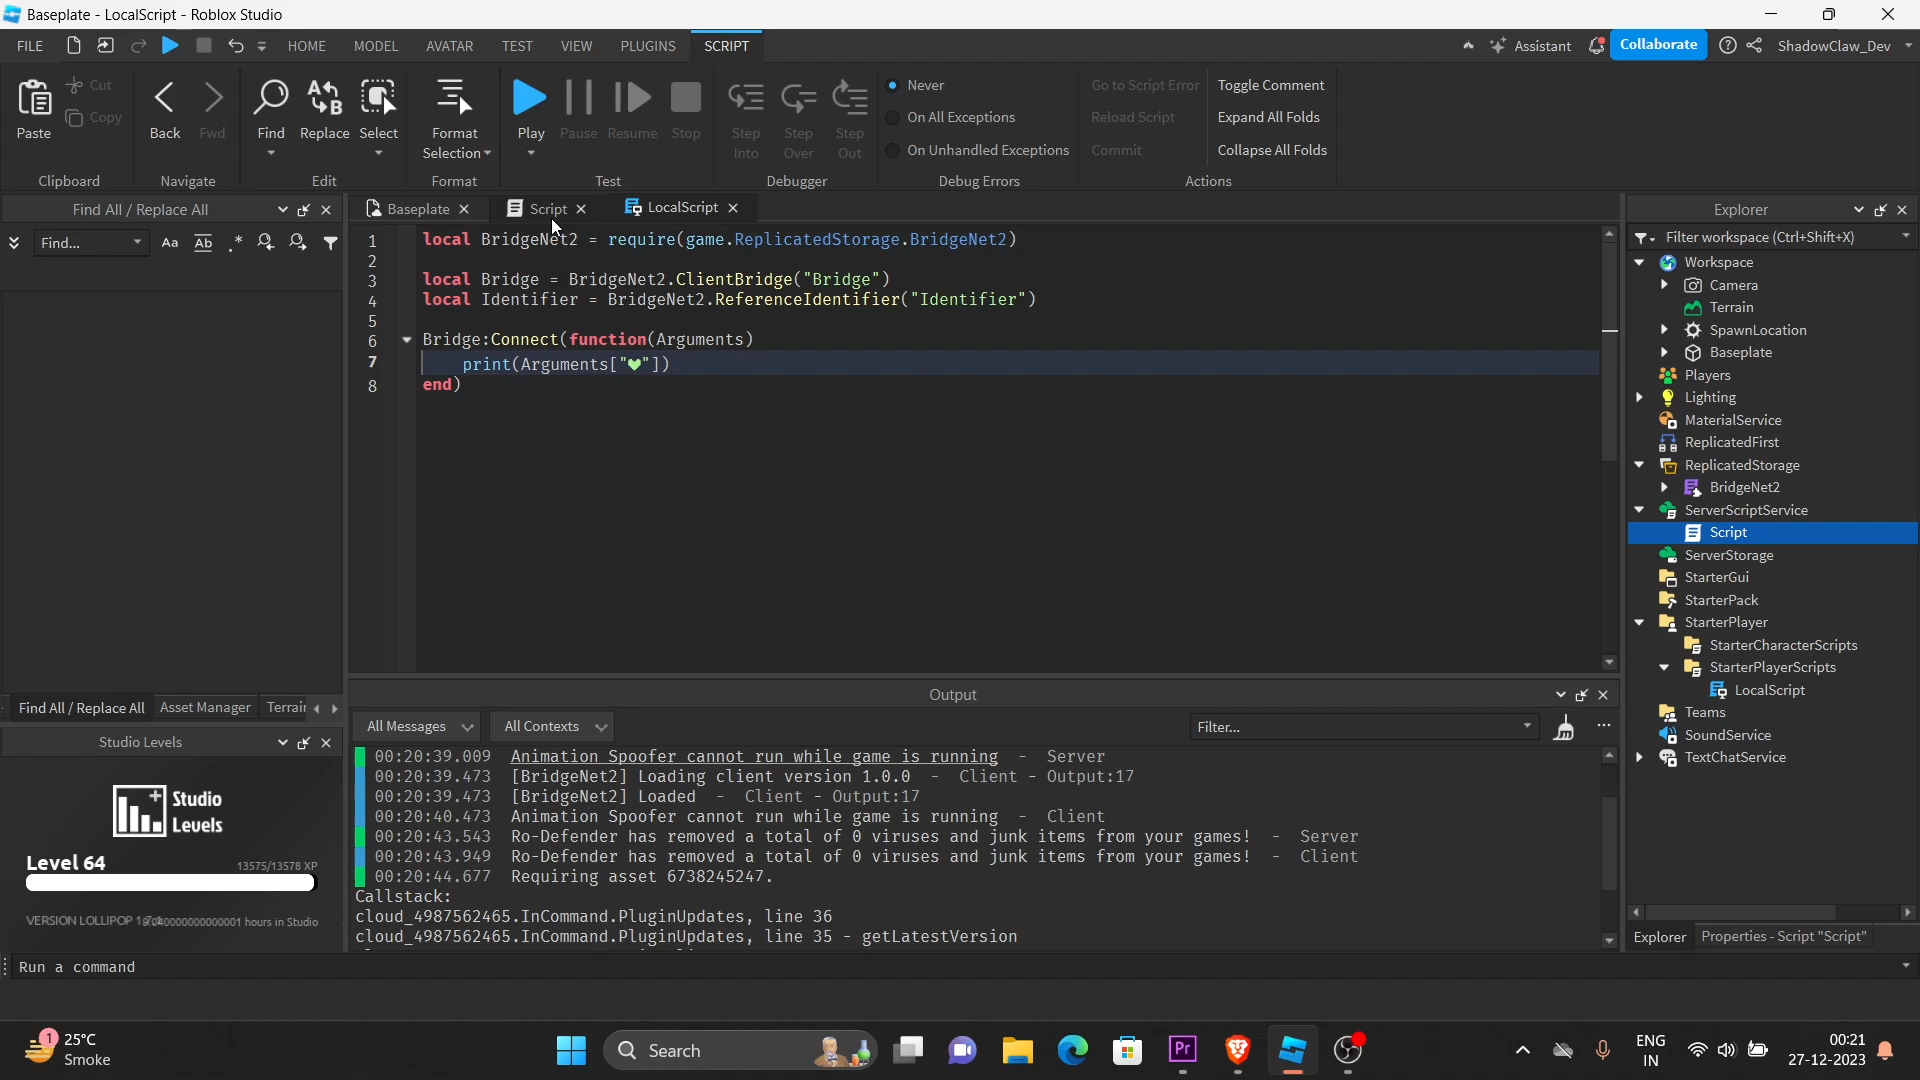 Baseplate - LocalScript - Roblox Studio
FILE HOME MODEL AVATAR TEST VIEW PLUGINS SCRIPT Assistant Collaborate ShadowClaw_Dev
Paste Cut Copy Back Fwd Find Replace Select Format Selection Play Pause Resume Stop Step Into Step Over Step Out
Never
On All Exceptions
On Unhandled Exceptions
Go to Script Error
Reload Script
Commit
Toggle Comment
Expand All Folds
Collapse All Folds
Clipboard Navigate Edit Format Test Debugger Debug Errors Actions
Find All / Replace All
Find... Aa Ab .*
Baseplate Script LocalScript
1 local BridgeNet2 = require(game.ReplicatedStorage.BridgeNet2)
2
3 local Bridge = BridgeNet2.ClientBridge("Bridge")
4 local Identifier = BridgeNet2.ReferenceIdentifier("Identifier")
5
6 Bridge:Connect(function(Arguments)
7 print(Arguments["💚"])
8 end)
Explorer
Filter workspace (Ctrl+Shift+X)
Workspace
Camera
Terrain
SpawnLocation
Baseplate
Players
Lighting
MaterialService
ReplicatedFirst
ReplicatedStorage
BridgeNet2
ServerScriptService
Script
ServerStorage
StarterGui
StarterPack
StarterPlayer
StarterCharacterScripts
StarterPlayerScripts
LocalScript
Teams
SoundService
TextChatService
Explorer Properties - Script "Script"
Find All / Replace All Asset Manager Terrai
Studio Levels
Studio
Levels
Level 64 13575/13578 XP
VERSION LOLLIPOP hours in Studio
Output
All Messages All Contexts Filter...
00:20:39.009 Animation Spoofer cannot run while game is running - Server
00:20:39.473 [BridgeNet2] Loading client version 1.0.0 - Client - Output:17
00:20:39.473 [BridgeNet2] Loaded - Client - Output:17
00:20:40.473 Animation Spoofer cannot run while game is running - Client
00:20:43.543 Ro-Defender has removed a total of 0 viruses and junk items from your games! - Server
00:20:43.949 Ro-Defender has removed a total of 0 viruses and junk items from your games! - Client
00:20:44.677 Requiring asset 6738245247.
Callstack:
cloud_4987562465.InCommand.PluginUpdates, line 36
cloud_4987562465.InCommand.PluginUpdates, line 35 - getLatestVersion
Run a command
1 25°C
Smoke
Search
Pr
ENG
IN
00:21
27-12-2023